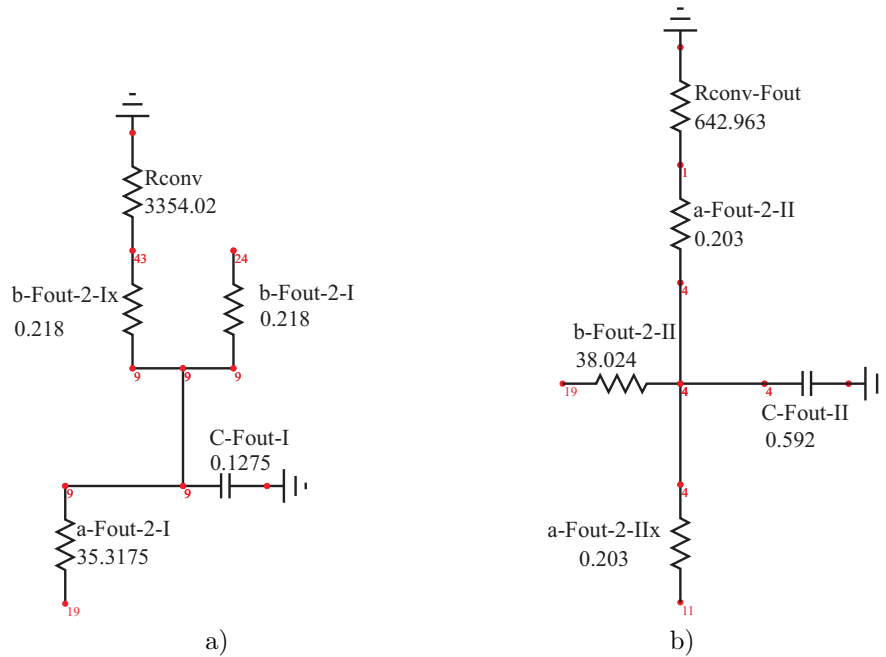 Rconv
3354.02
43
24
b-Fout-2-Ix
0.218
b-Fout-2-I
0.218
9
9
9
C-Fout-I
0.1275
9
9
a-Fout-2-I
35.3175
19
a)
Rconv-Fout
642.963
1
a-Fout-2-II
0.203
4
b-Fout-2-II
38.024
19
4
4
C-Fout-II
0.592
4
a-Fout-2-IIx
0.203
11
b)